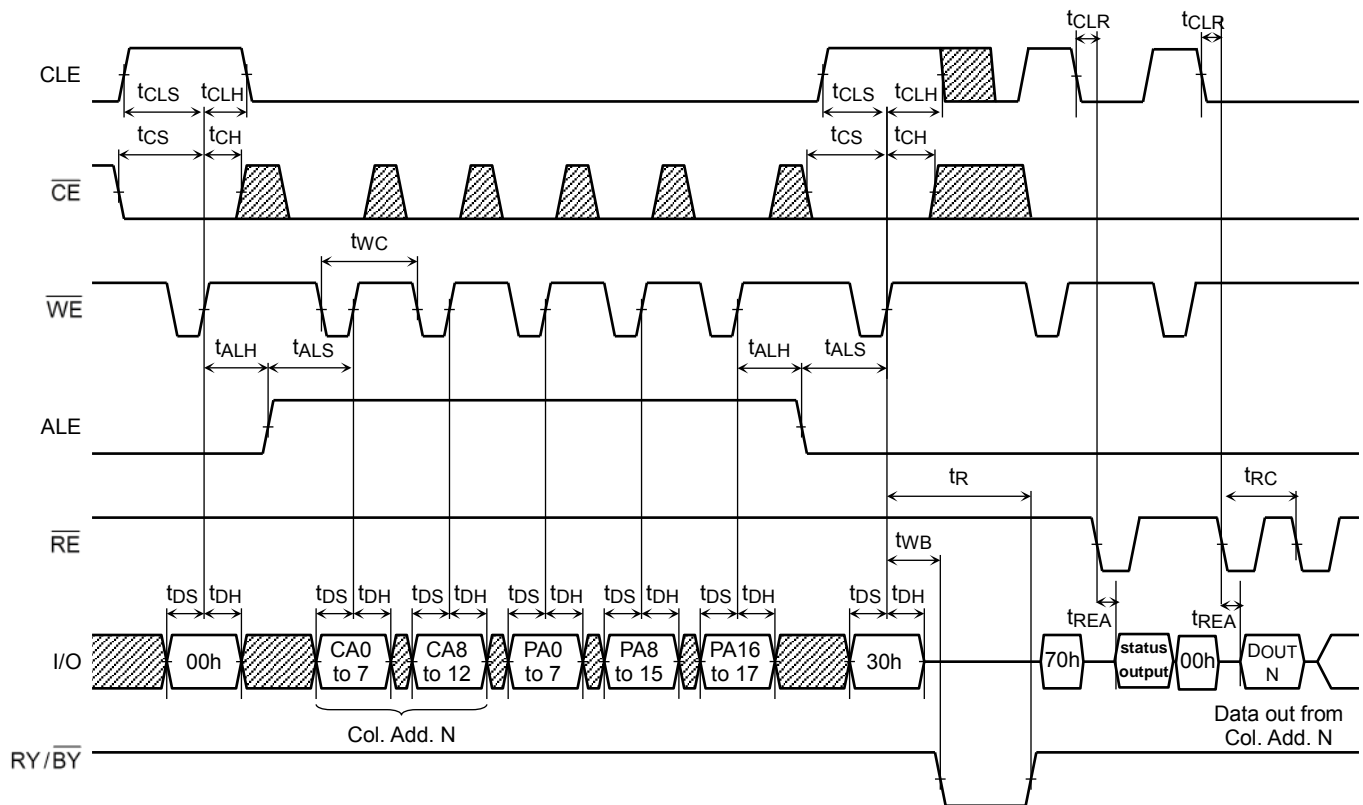 tCLR tCLR
CLE
tCLS tCLH tCLS tCLH
tCS tCH tCS tCH
CE
tWC
WE
tALH tALS tALH tALS
ALE
tR tRC
RE
tWB
tDS tDH tDS tDH tDS tDH tDS tDH tDS tDH tDS tDH tDS tDH
tREA tREA
I/O
00h
CA0
to 7
CA8
to 12
PA0
to 7
PA8
to 15
PA16
to 17
30h
70h
status
output
00h
DOUT
N
Col. Add. N
Data out from
Col. Add. N
RY/BY